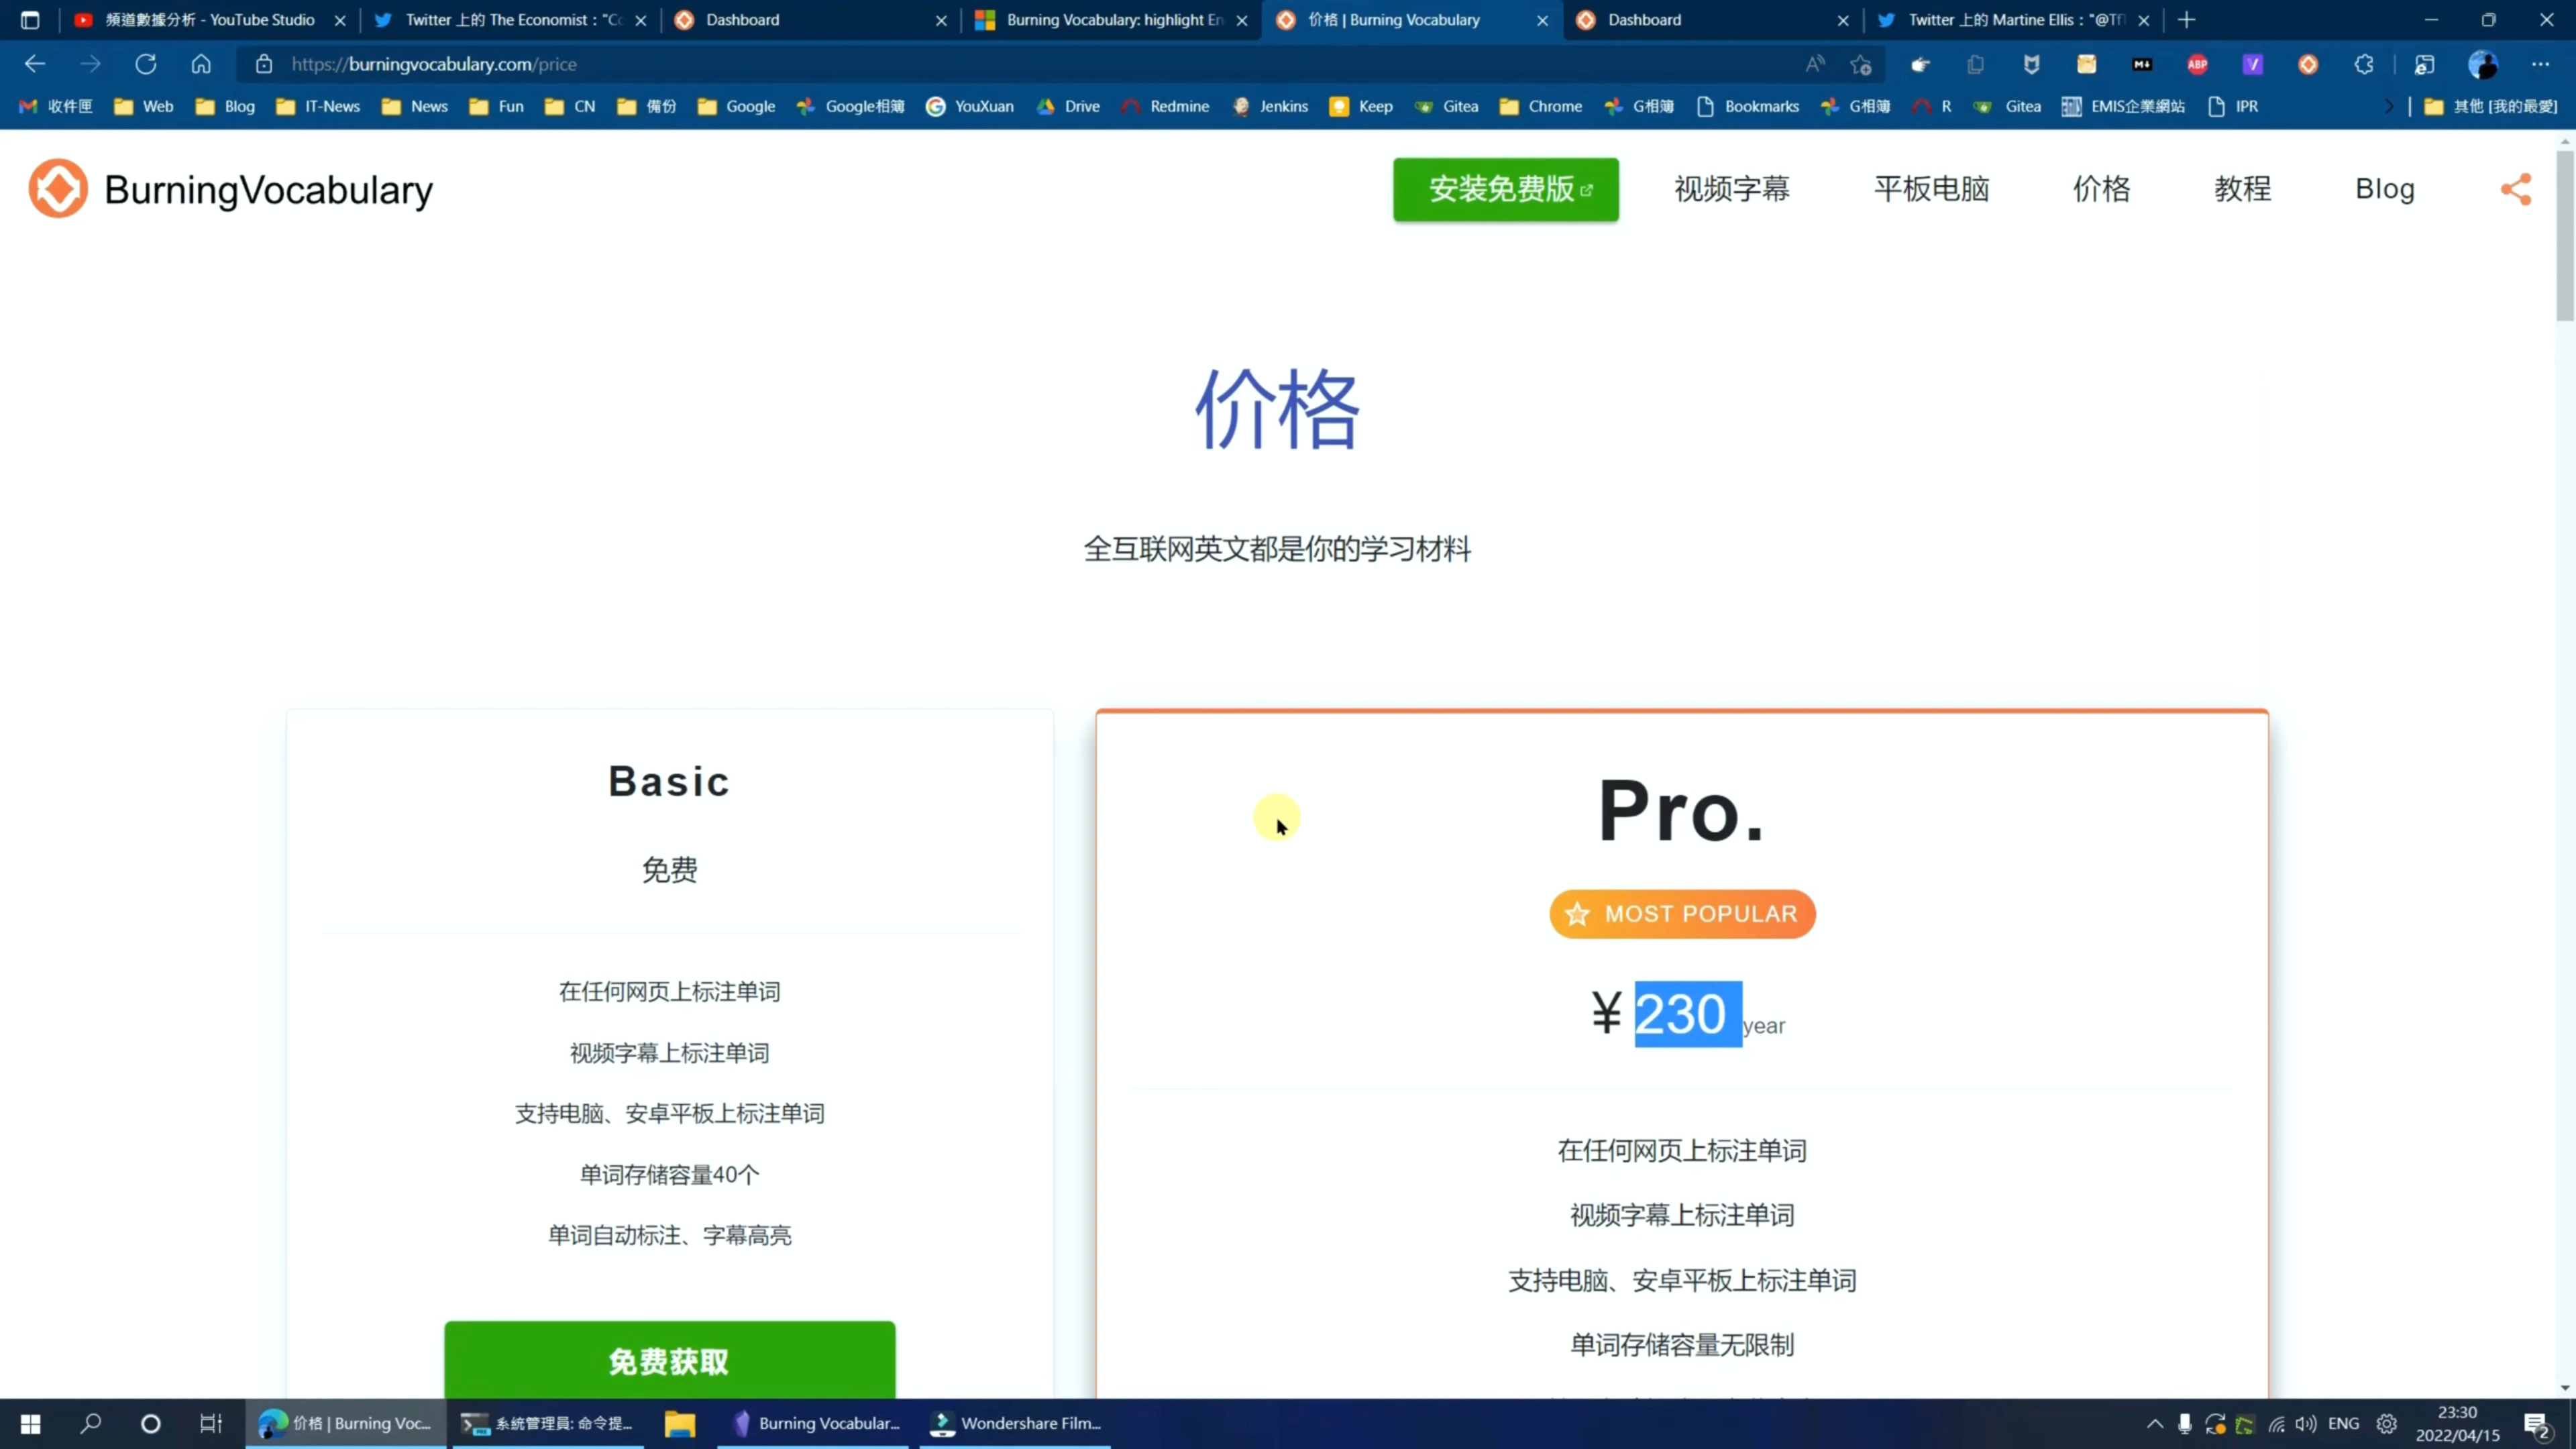 頻道數據分析 - YouTube Studio
Twitter 上的 The Economist："Cc
Dashboard
Burning Vocabulary: highlight En
价格 | Burning Vocabulary
Dashboard
Twitter 上的 Martine Ellis："@Tf
https://burningvocabulary.com/price
收件匣 Web Blog IT-News News Fun CN 備份 Google Google相簿 YouXuan Drive Redmine Jenkins Keep Gitea Chrome G相簿 Bookmarks G相簿 R Gitea EMIS企業網站 IPR 其他 [我的最愛]
BurningVocabulary
安装免费版 视频字幕 平板电脑 价格 教程 Blog
价格
全互联网英文都是你的学习材料
Basic
免费
在任何网页上标注单词
视频字幕上标注单词
支持电脑、安卓平板上标注单词
单词存储容量40个
单词自动标注、字幕高亮
免费获取
Pro.
MOST POPULAR
¥ 230 year
在任何网页上标注单词
视频字幕上标注单词
支持电脑、安卓平板上标注单词
单词存储容量无限制
价格 | Burning Voc...
系統管理員: 命令提...
Burning Vocabular...
Wondershare Film...
ENG
23:30
2022/04/15
2